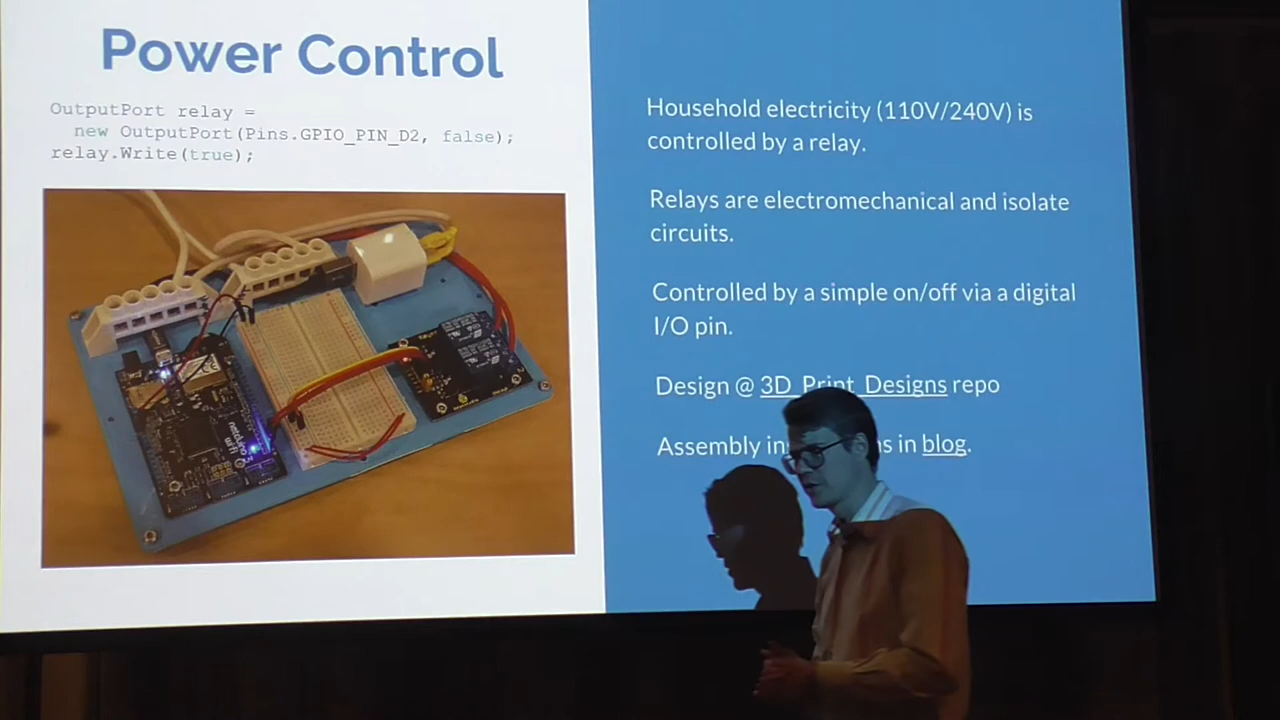 Power Control
OutputPort relay =
new OutputPort(Pins.GPIO_PIN_D2, false);
relay.Write(true);
netduino
wifi
Household electricity (110V/240V) is
controlled by a relay.
Relays are electromechanical and isolate
circuits.
Controlled by a simple on/off via a digital
I/O pin.
Design @ 3D_Print_Designs repo
Assembly in blog.